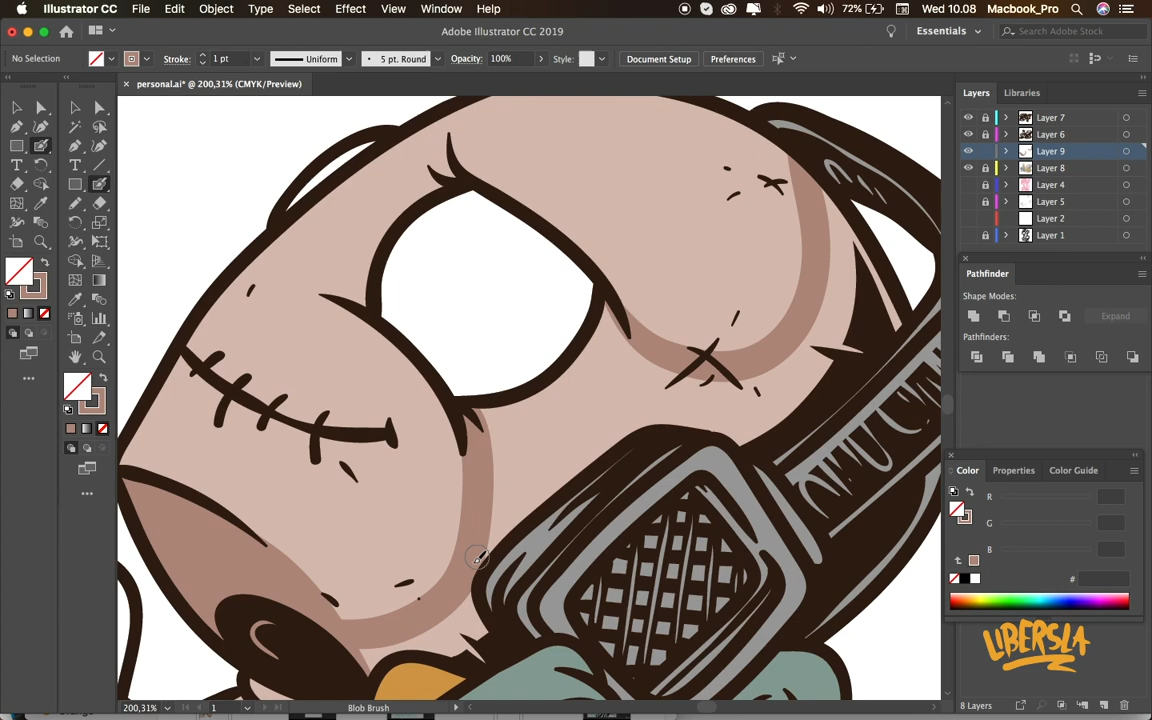 Illustrator CC File Edit Object Type Select Effect View Window Help 72% Wed 10.08 Macbook_Pro
Adobe Illustrator CC 2019 Essentials Search Adobe Stock
No Selection Stroke: 1 pt Uniform 5 pt. Round Opacity: 100% Style: Document Setup Preferences
personal.ai* @ 200,31% (CMYK/Preview)
Layers Libraries
Layer 7
Layer 6
Layer 9
Layer 8
Layer 4
Layer 5
Layer 2
Layer 1
Pathfinder
Shape Modes:
Expand
Pathfinders:
Color Properties Color Guide
R
G
B
#
LIBERSLA
200,31% 1 Blob Brush 8 Layers